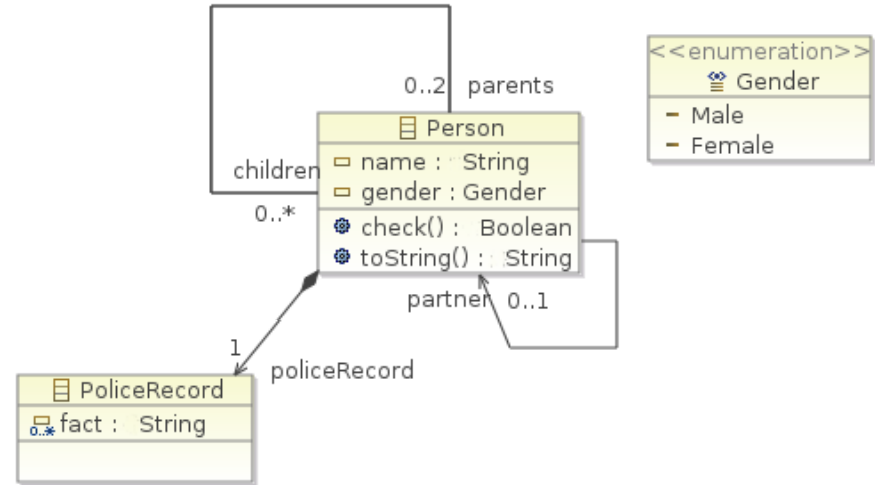 0..2 parents
<<enumeration>>
Gender
Male
Female
Person
name : String
gender : Gender
check() : Boolean
toString() : String
children
0..*
partner 0..1
1
policeRecord
PoliceRecord
0..* fact : String